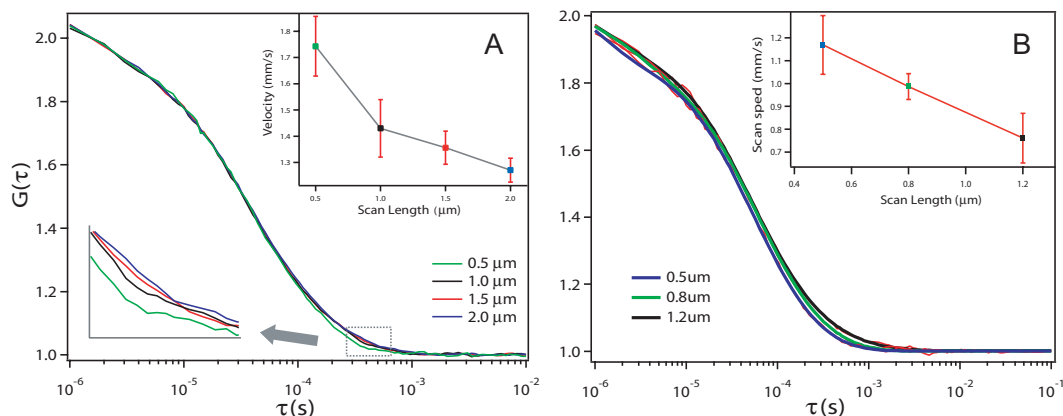 A
Velocity (mm/s)
1.8
1.7
1.6
1.5
1.4
1.3
0.5
1.0
1.5
2.0
Scan Length (μm)
G(τ)
2.0
1.8
1.6
1.4
1.2
1.0
0.5 μm
1.0 μm
1.5 μm
2.0 μm
10⁻⁶
10⁻⁵
10⁻⁴
10⁻³
10⁻²
τ(s)
B
Scan sped (mm/s)
1.2
1.1
1.0
0.9
0.8
0.7
0.4
0.6
0.8
1.0
1.2
Scan Length (μm)
2.0
1.8
1.6
1.4
1.2
1.0
0.5um
0.8um
1.2um
10⁻⁶
10⁻⁵
10⁻⁴
10⁻³
10⁻²
10⁻¹
τ(s)